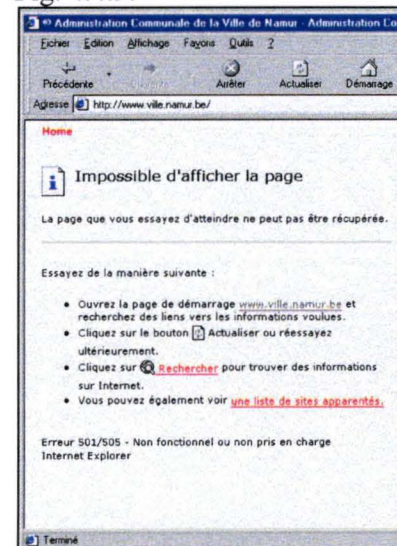 Administration Communale de la Ville de Namur - Administration Co
Fichier Edition Affichage Favoris Outils ?
Précédente Arrêter Actualiser Démarrage
Adresse http://www.ville.namur.be/
Home
Impossible d'afficher la page
La page que vous essayez d'atteindre ne peut pas être récupérée.
Essayez de la manière suivante :
• Ouvrez la page de démarrage www.ville.namur.be et
recherchez des liens vers les informations voulues.
• Cliquez sur le bouton Actualiser ou réessayez
ultérieurement.
• Cliquez sur Rechercher pour trouver des informations
sur Internet.
• Vous pouvez également voir une liste de sites apparentés.
Erreur 501/505 - Non fonctionnel ou non pris en charge
Internet Explorer
Terminé